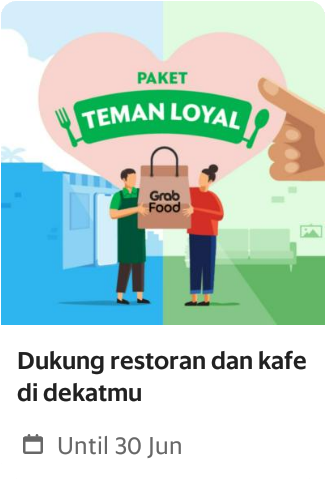 PAKET
TEMAN LOYAL
Grab
Food
Dukung restoran dan kafe
di dekatmu
Until 30 Jun